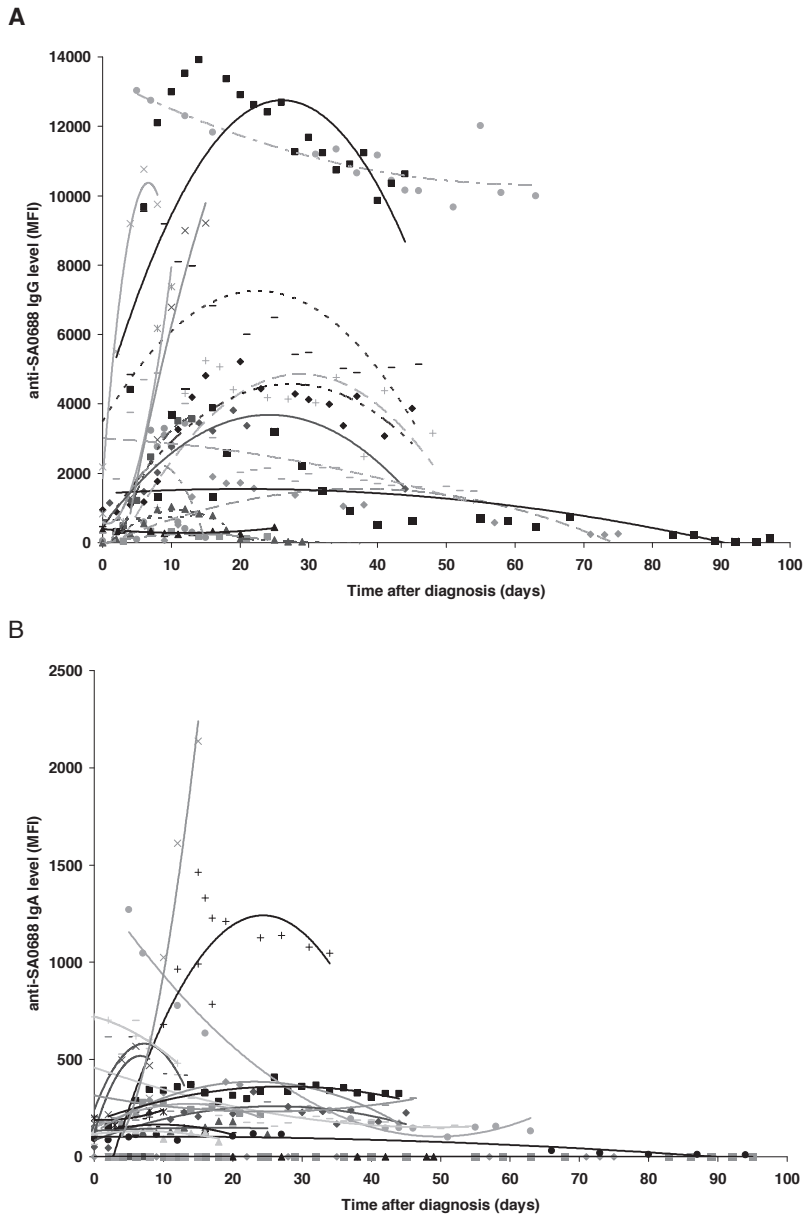 A
14000
12000
10000
8000
6000
4000
2000
0
anti-SA0688 IgG level (MFI)
0 10 20 30 40 50 60 70 80 90 100
Time after diagnosis (days)
B
2500
2000
1500
1000
500
0
anti-SA0688 IgA level (MFI)
0 10 20 30 40 50 60 70 80 90 100
Time after diagnosis (days)